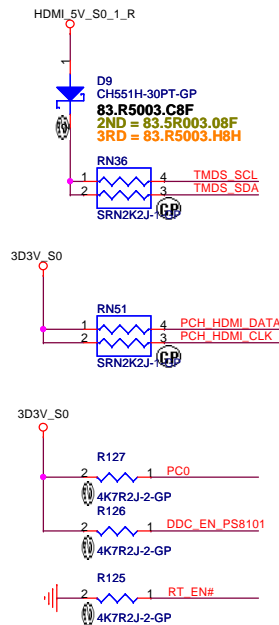 HDMI_5V_S0_1_R
1
D9
CH551H-30PT-GP
83.R5003.C8F
2ND = 83.5R003.08F
3RD = 83.R5003.H8H
RN36
1 4 TMDS_SCL
2 3 TMDS_SDA
SRN2K2J-1-GP
3D3V_S0
RN51
1 4 PCH_HDMI_DATA
2 3 PCH_HDMI_CLK
SRN2K2J-1-GP
3D3V_S0
R127
2 1 PC0
4K7R2J-2-GP
R126
2 1 DDC_EN_PS8101
4K7R2J-2-GP
R125
2 1 RT_EN#
4K7R2J-2-GP